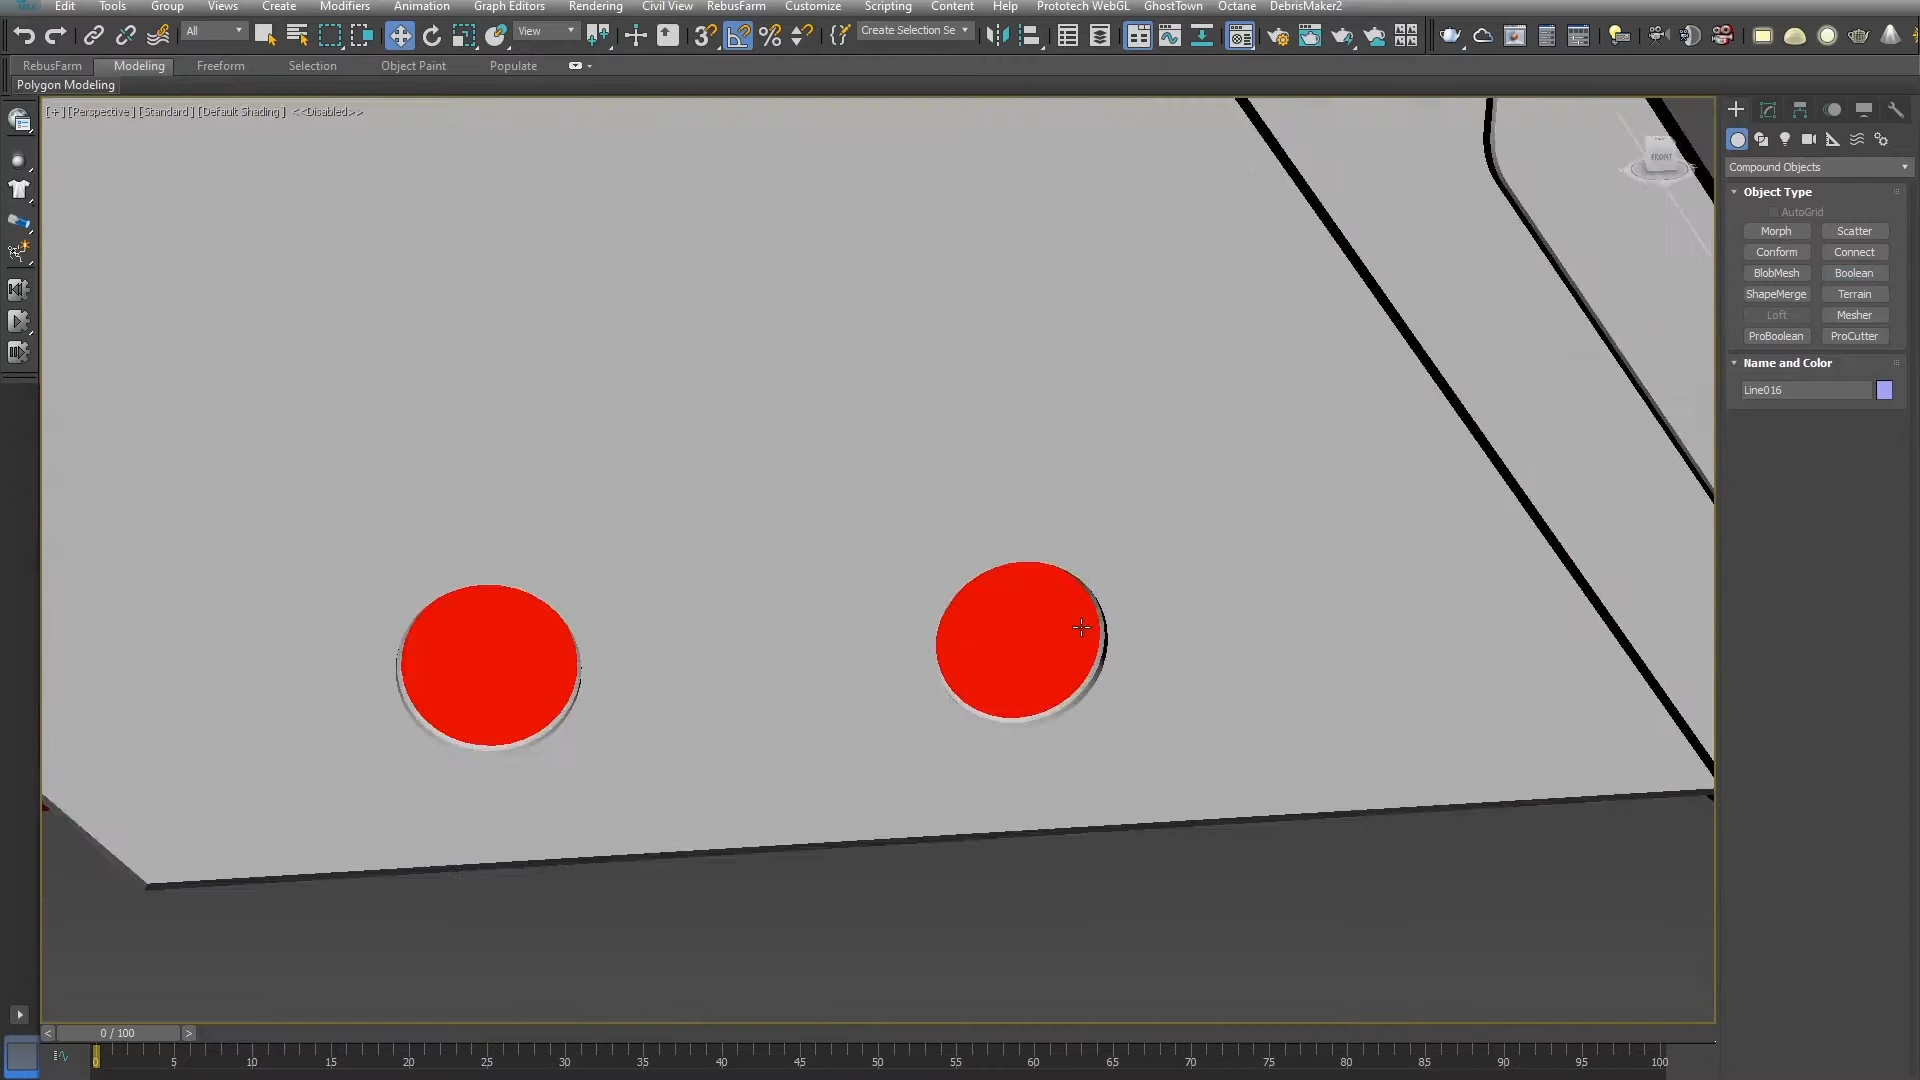 Edit Tools Group Views Create Modifiers Animation Graph Editors Rendering Civil View RebusFarm Customize Scripting Content Help Prototech WebGL GhostTown Octane DebrisMaker2
All View Create Selection Se
RebusFarm Modeling Freeform Selection Object Paint Populate
Polygon Modeling
[+] [Perspective] [Standard] [Default Shading] <<Disabled>>
FRONT
Compound Objects
Object Type
AutoGrid
Morph Scatter
Conform Connect
BlobMesh Boolean
ShapeMerge Terrain
Loft Mesher
ProBoolean ProCutter
Name and Color
Line016
< 0 / 100 >
0 5 10 15 20 25 30 35 40 45 50 55 60 65 70 75 80 85 90 95 100